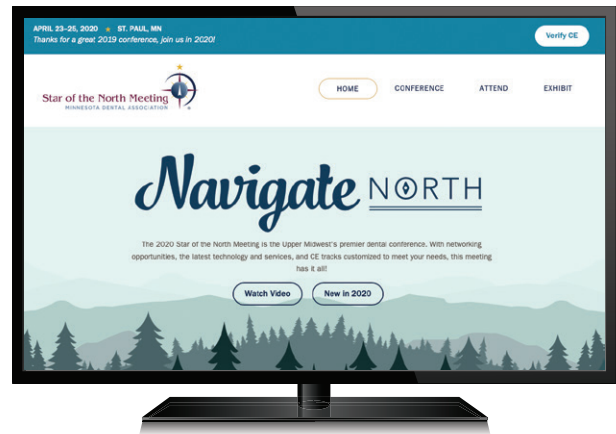 APRIL 23–25, 2020 ★ ST. PAUL, MN
Thanks for a great 2019 conference, join us in 2020!
Verify CE
Star of the North Meeting
MINNESOTA DENTAL ASSOCIATION
HOME
CONFERENCE
ATTEND
EXHIBIT
Navigate NORTH
The 2020 Star of the North Meeting is the Upper Midwest's premier dental conference. With networking
opportunities, the latest technology and services, and CE tracks customized to meet your needs, this meeting
has it all!
Watch Video
New in 2020